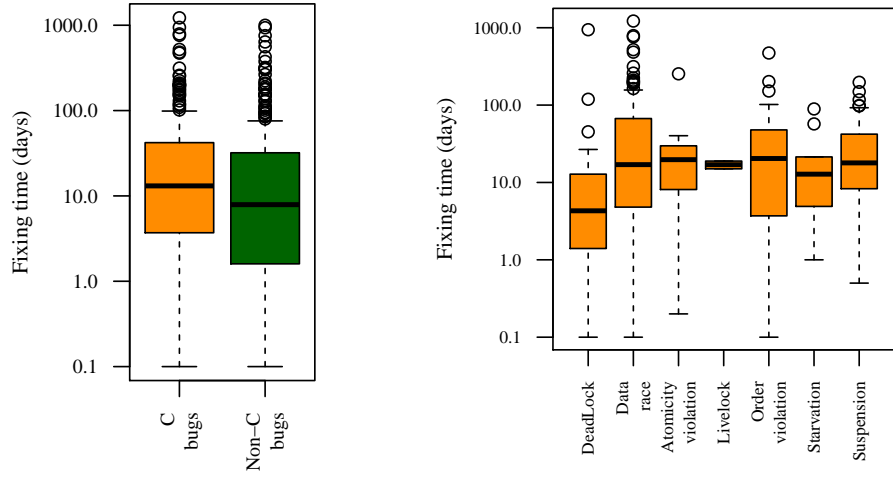 Fixing time (days)
1000.0
100.0
10.0
1.0
0.1
C
bugs
Non−C
bugs
Fixing time (days)
1000.0
100.0
10.0
1.0
0.1
DeadLock
Data
race
Atomicity
violation
Livelock
Order
violation
Starvation
Suspension